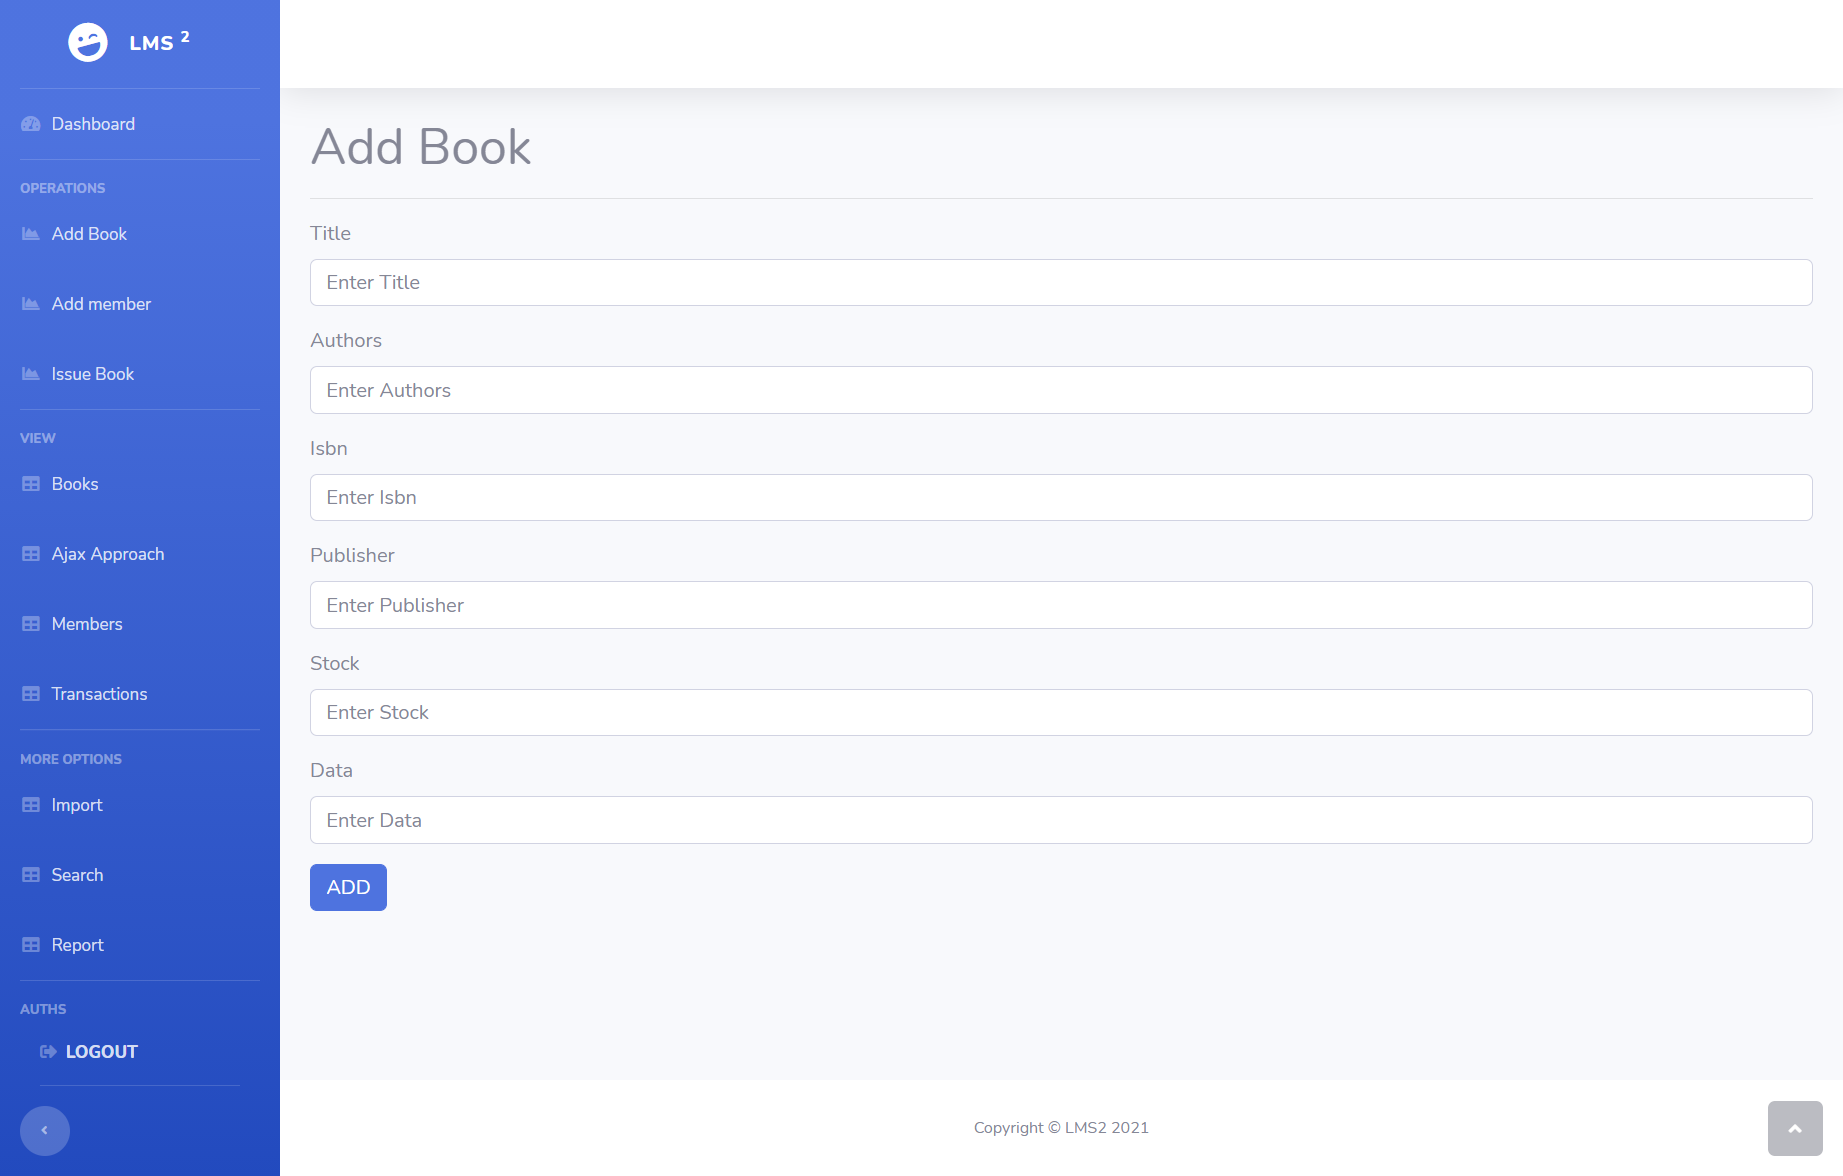 LMS 2
Dashboard
OPERATIONS
Add Book
Add member
Issue Book
VIEW
Books
Ajax Approach
Members
Transactions
MORE OPTIONS
Import
Search
Report
AUTHS
LOGOUT
Add Book
Title
Enter Title
Authors
Enter Authors
Isbn
Enter Isbn
Publisher
Enter Publisher
Stock
Enter Stock
Data
Enter Data
ADD
Copyright © LMS2 2021